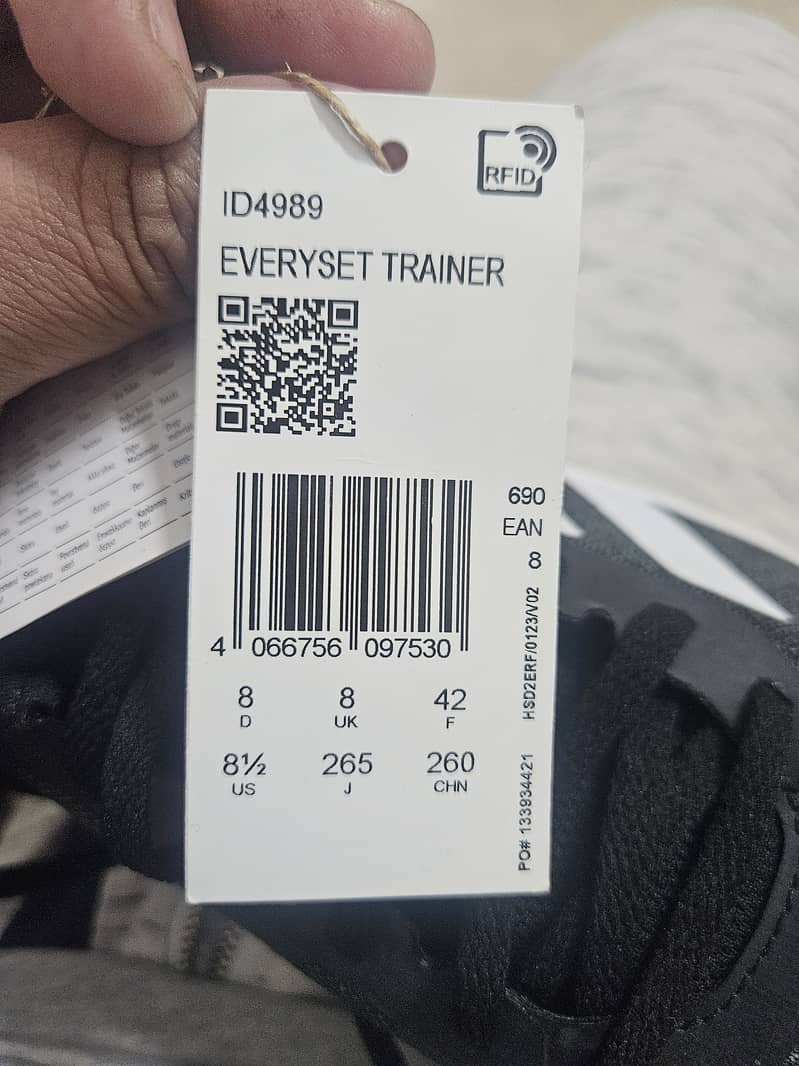 RFID
ID4989
EVERYSET TRAINER
690
EAN
8
4 066756 097530
8 8 42
D UK F
8½ 265 260
US J CHN
HSD2ERF/0123/V02
PO# 133934421